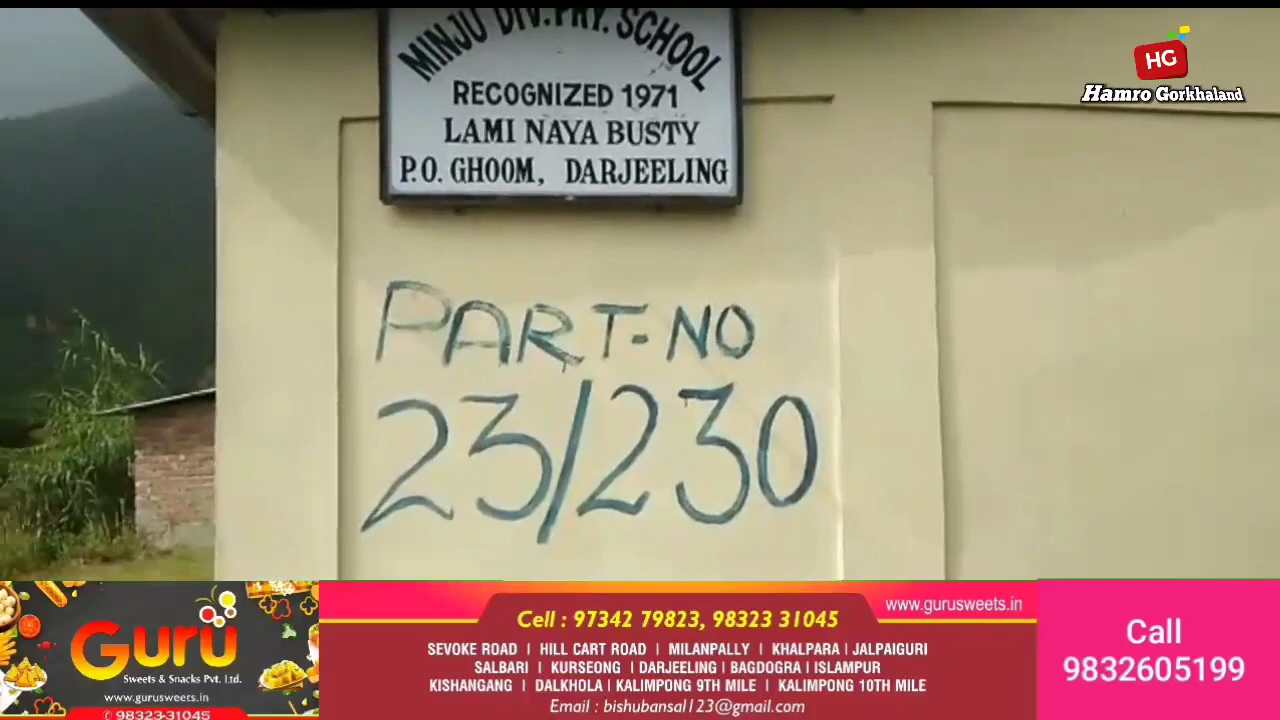 MINJU DIV. PRY. SCHOOL
RECOGNIZED 1971
LAMI NAYA BUSTY
P.O. GHOOM, DARJEELING
PART-NO
23/230
HG
Hamro Gorkhaland
Guru
Sweets & Snacks Pvt. Ltd.
www.gurusweets.in
98323-31045
Cell : 97342 79823, 98323 31045
www.gurusweets.in
SEVOKE ROAD | HILL CART ROAD | MILANPALLY | KHALPARA | JALPAIGURI
SALBARI | KURSEONG | DARJEELING | BAGDOGRA | ISLAMPUR
KISHANGANG | DALKHOLA | KALIMPONG 9TH MILE | KALIMPONG 10TH MILE
Email : bishubansal123@gmail.com
Call
9832605199